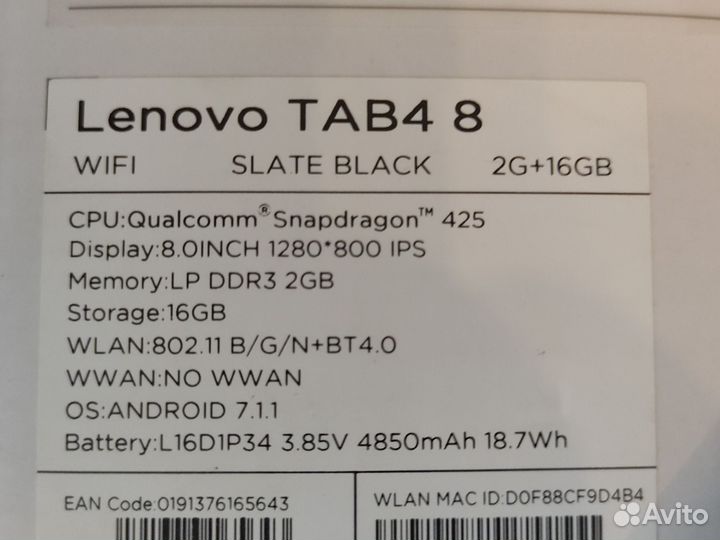 Lenovo TAB4 8
WIFI SLATE BLACK 2G+16GB
CPU:Qualcomm®Snapdragon™ 425
Display:8.0INCH 1280*800 IPS
Memory:LP DDR3 2GB
Storage:16GB
WLAN:802.11 B/G/N+BT4.0
WWAN:NO WWAN
OS:ANDROID 7.1.1
Battery:L16D1P34 3.85V 4850mAh 18.7Wh
EAN Code:0191376165643
WLAN MAC ID:D0F88CF9D4B4
Avito